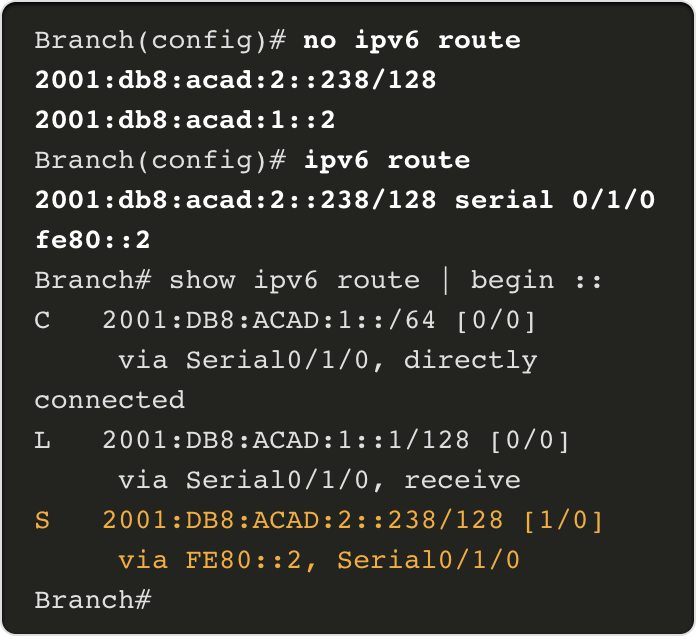 Branch(config)# no ipv6 route
2001:db8:acad:2::238/128
2001:db8:acad:1::2
Branch(config)# ipv6 route
2001:db8:acad:2::238/128 serial 0/1/0
fe80::2
Branch# show ipv6 route | begin ::
C   2001:DB8:ACAD:1::/64 [0/0]
     via Serial0/1/0, directly
connected
L   2001:DB8:ACAD:1::1/128 [0/0]
     via Serial0/1/0, receive
S   2001:DB8:ACAD:2::238/128 [1/0]
     via FE80::2, Serial0/1/0
Branch#